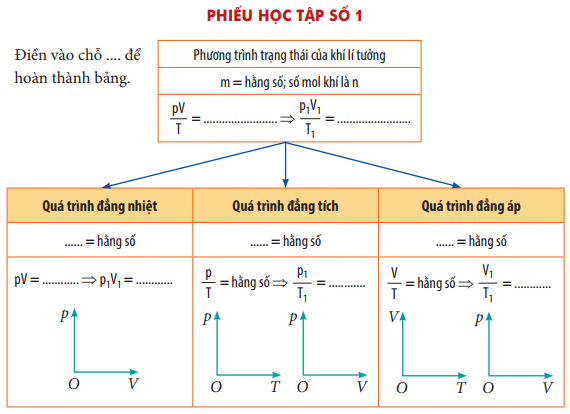 PHIẾU HỌC TẬP SỐ 1
Điền vào chỗ .... để
hoàn thành bảng.
Phương trình trạng thái của khí lí tưởng
m = hằng số; số mol khí là n
pV/T = ........................ ⇒ p₁V₁/T₁ = ........................
Quá trình đẳng nhiệt
Quá trình đẳng tích
Quá trình đẳng áp
...... = hằng số
...... = hằng số
...... = hằng số
pV = ............ ⇒ p₁V₁ = ............
p/T = hằng số ⇒ p₁/T₁ = ............
V/T = hằng số ⇒ V₁/T₁ = ............
p
O
V
p
O
T
p
O
V
V
O
T
p
O
V